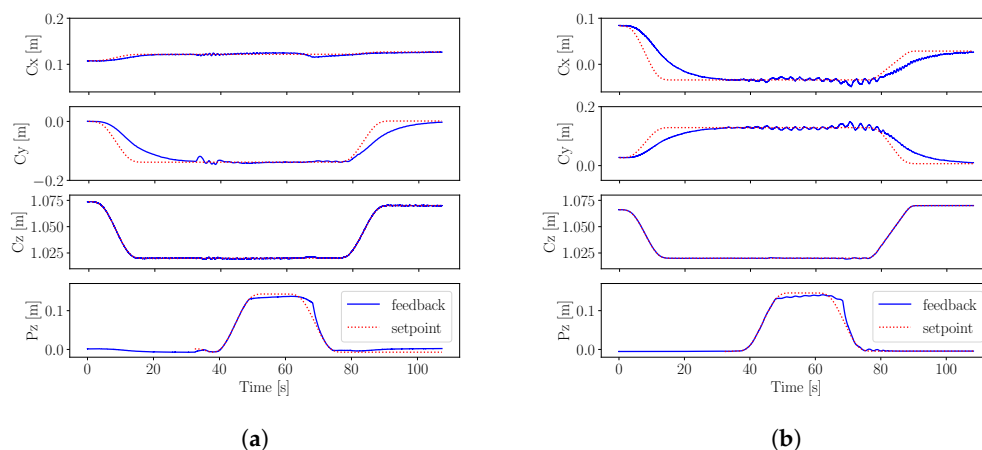 0.2
0.1
Cx [m]
0.0
−0.2
Cy [m]
1.075
1.050
1.025
Cz [m]
0.1
0.0
Pz [m]
feedback
setpoint
0 20 40 60 80 100
Time [s]
(a)
0.1
0.0
Cx [m]
0.2
0.0
Cy [m]
1.075
1.050
1.025
Cz [m]
0.1
0.0
Pz [m]
feedback
setpoint
0 20 40 60 80 100
Time [s]
(b)